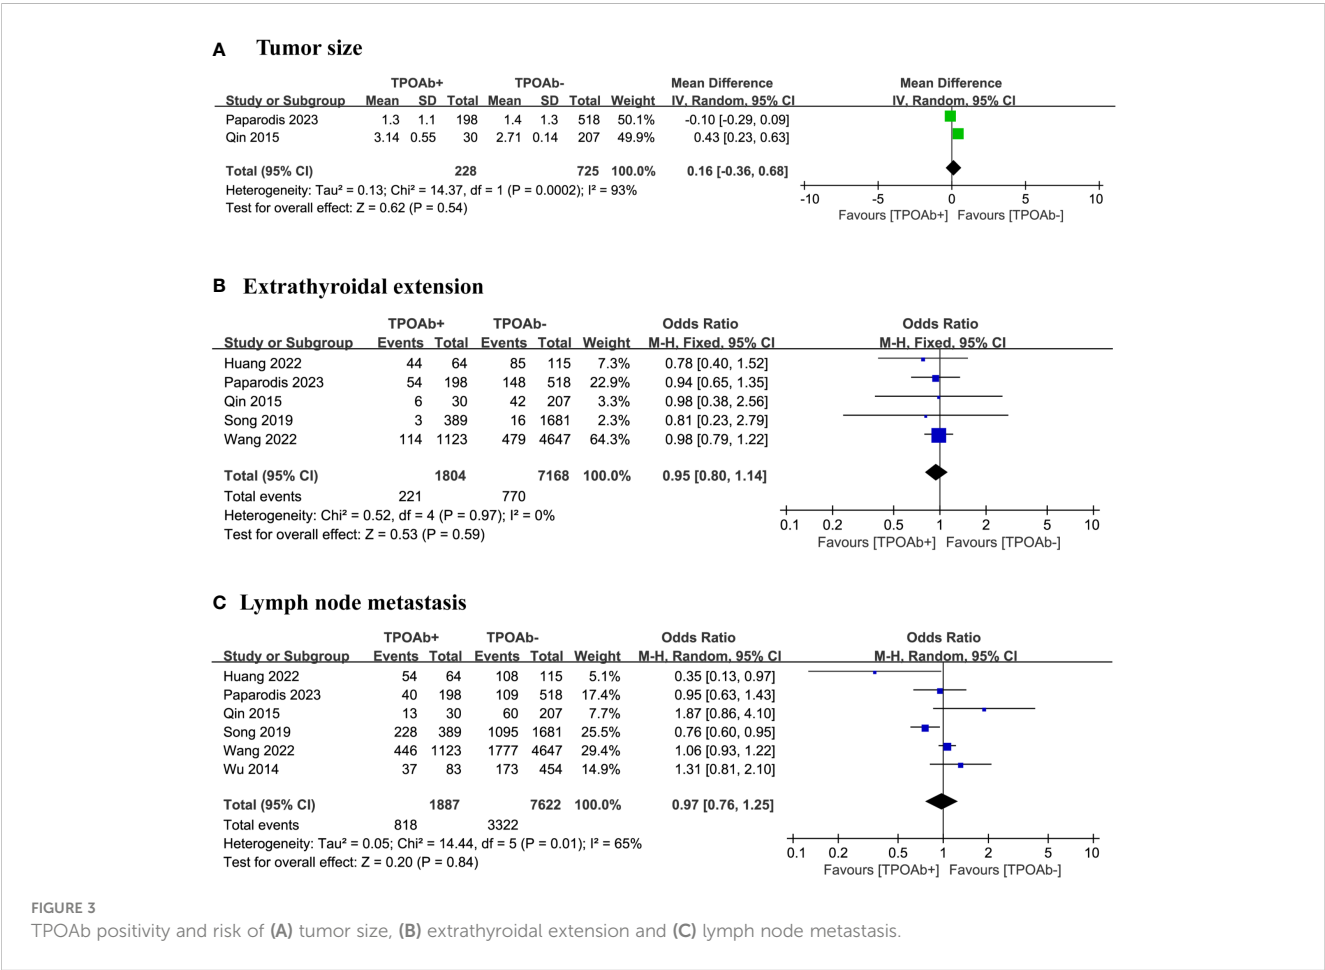 A Tumor size
TPOAb+ TPOAb- Mean Difference Mean Difference
Study or Subgroup Mean SD Total Mean SD Total Weight IV, Random, 95% CI IV, Random, 95% CI
Paparodis 2023 1.3 1.1 198 1.4 1.3 518 50.1% -0.10 [-0.29, 0.09]
Qin 2015 3.14 0.55 30 2.71 0.14 207 49.9% 0.43 [0.23, 0.63]
Total (95% CI) 228 725 100.0% 0.16 [-0.36, 0.68]
Heterogeneity: Tau² = 0.13; Chi² = 14.37, df = 1 (P = 0.0002); I² = 93%
Test for overall effect: Z = 0.62 (P = 0.54)
-10 -5 0 5 10
Favours [TPOAb+] Favours [TPOAb-]
B Extrathyroidal extension
TPOAb+ TPOAb- Odds Ratio Odds Ratio
Study or Subgroup Events Total Events Total Weight M-H, Fixed, 95% CI M-H, Fixed, 95% CI
Huang 2022 44 64 85 115 7.3% 0.78 [0.40, 1.52]
Paparodis 2023 54 198 148 518 22.9% 0.94 [0.65, 1.35]
Qin 2015 6 30 42 207 3.3% 0.98 [0.38, 2.56]
Song 2019 3 389 16 1681 2.3% 0.81 [0.23, 2.79]
Wang 2022 114 1123 479 4647 64.3% 0.98 [0.79, 1.22]
Total (95% CI) 1804 7168 100.0% 0.95 [0.80, 1.14]
Total events 221 770
Heterogeneity: Chi² = 0.52, df = 4 (P = 0.97); I² = 0%
Test for overall effect: Z = 0.53 (P = 0.59)
0.1 0.2 0.5 1 2 5 10
Favours [TPOAb+] Favours [TPOAb-]
C Lymph node metastasis
TPOAb+ TPOAb- Odds Ratio Odds Ratio
Study or Subgroup Events Total Events Total Weight M-H, Random, 95% CI M-H, Random, 95% CI
Huang 2022 54 64 108 115 5.1% 0.35 [0.13, 0.97]
Paparodis 2023 40 198 109 518 17.4% 0.95 [0.63, 1.43]
Qin 2015 13 30 60 207 7.7% 1.87 [0.86, 4.10]
Song 2019 228 389 1095 1681 25.5% 0.76 [0.60, 0.95]
Wang 2022 446 1123 1777 4647 29.4% 1.06 [0.93, 1.22]
Wu 2014 37 83 173 454 14.9% 1.31 [0.81, 2.10]
Total (95% CI) 1887 7622 100.0% 0.97 [0.76, 1.25]
Total events 818 3322
Heterogeneity: Tau² = 0.05; Chi² = 14.44, df = 5 (P = 0.01); I² = 65%
Test for overall effect: Z = 0.20 (P = 0.84)
0.1 0.2 0.5 1 2 5 10
Favours [TPOAb+] Favours [TPOAb-]
FIGURE 3
TPOAb positivity and risk of (A) tumor size, (B) extrathyroidal extension and (C) lymph node metastasis.